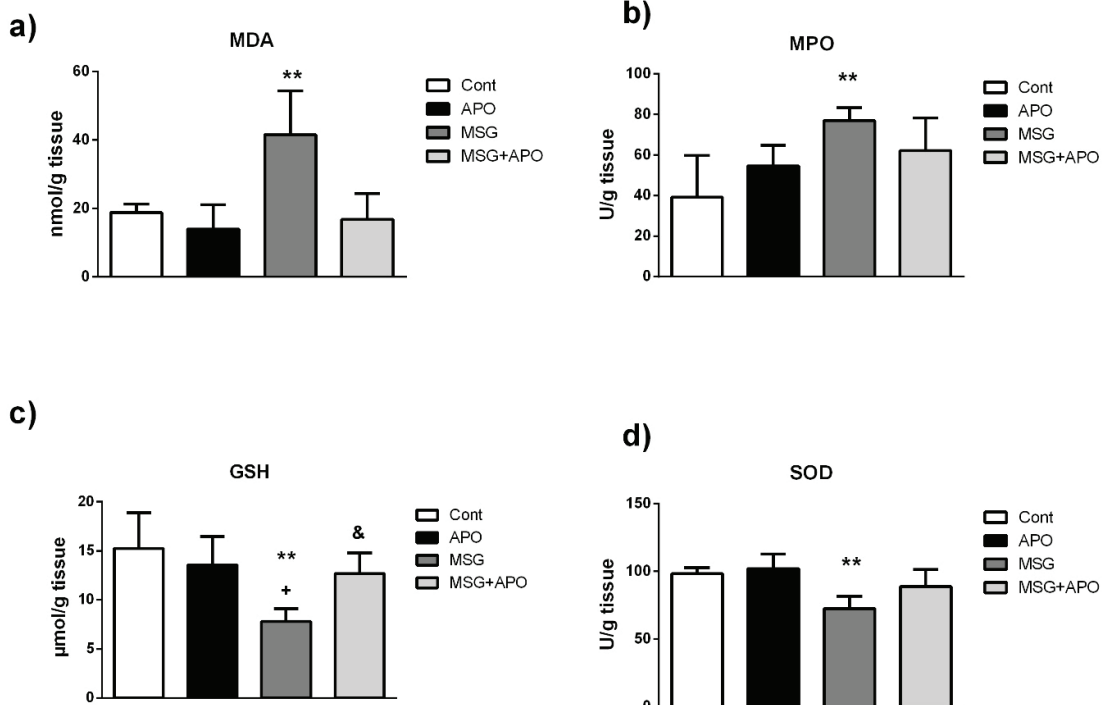 a)
MDA
nmol/g tissue
60
40
20
0
**
Cont
APO
MSG
MSG+APO
b)
MPO
U/g tissue
100
80
60
40
20
0
**
Cont
APO
MSG
MSG+APO
c)
GSH
µmol/g tissue
20
15
10
5
0
**
+
&
Cont
APO
MSG
MSG+APO
d)
SOD
U/g tissue
150
100
50
0
**
Cont
APO
MSG
MSG+APO